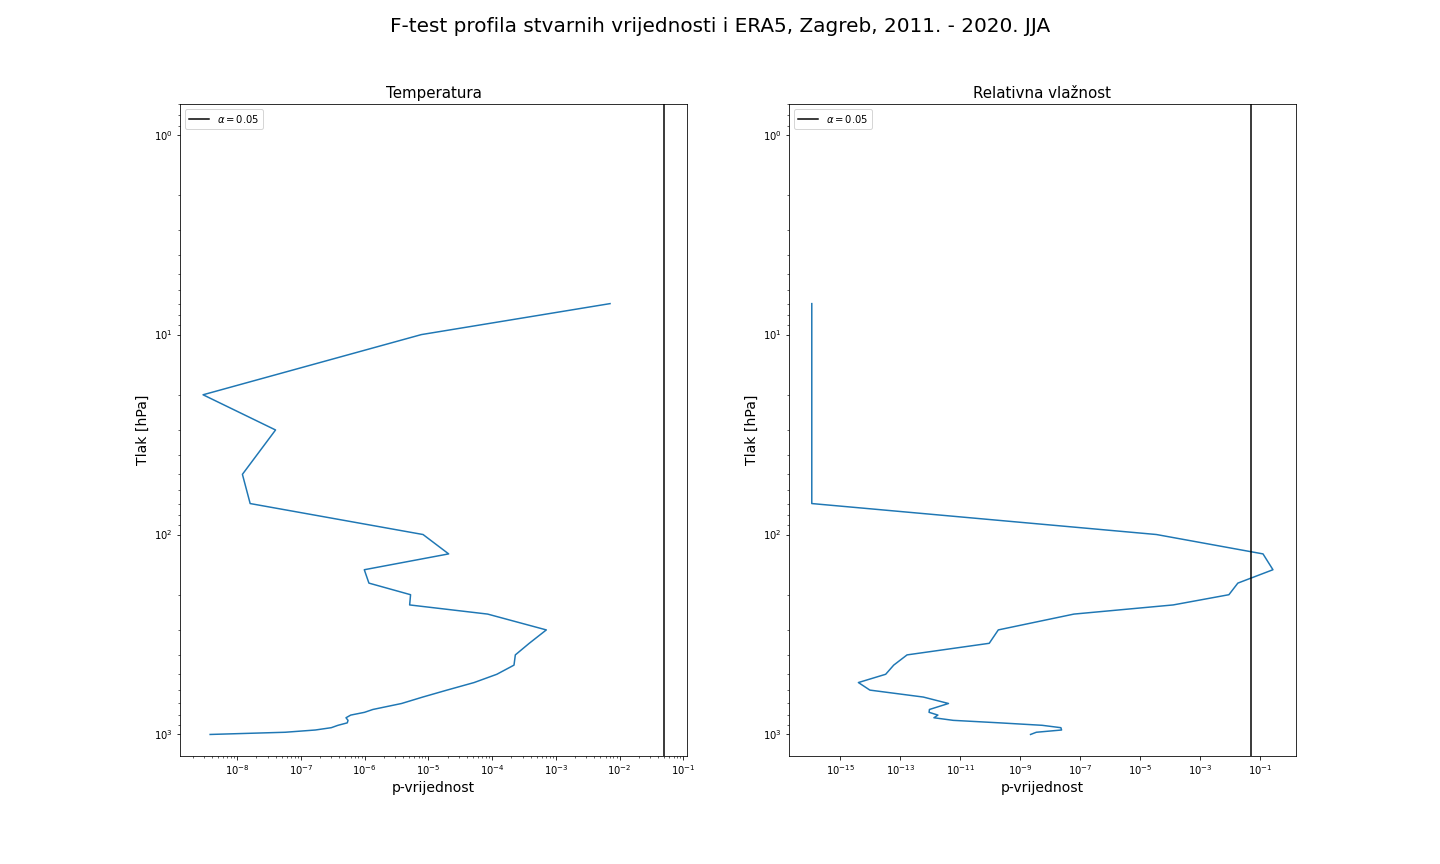 F-test profila stvarnih vrijednosti i ERA5, Zagreb, 2011. - 2020. JJA
Temperatura
α = 0.05
10⁰
10¹
10²
10³
Tlak [hPa]
10⁻⁸ 10⁻⁷ 10⁻⁶ 10⁻⁵ 10⁻⁴ 10⁻³ 10⁻² 10⁻¹
p-vrijednost
Relativna vlažnost
α = 0.05
10⁰
10¹
10²
10³
Tlak [hPa]
10⁻¹⁵ 10⁻¹³ 10⁻¹¹ 10⁻⁹ 10⁻⁷ 10⁻⁵ 10⁻³ 10⁻¹
p-vrijednost